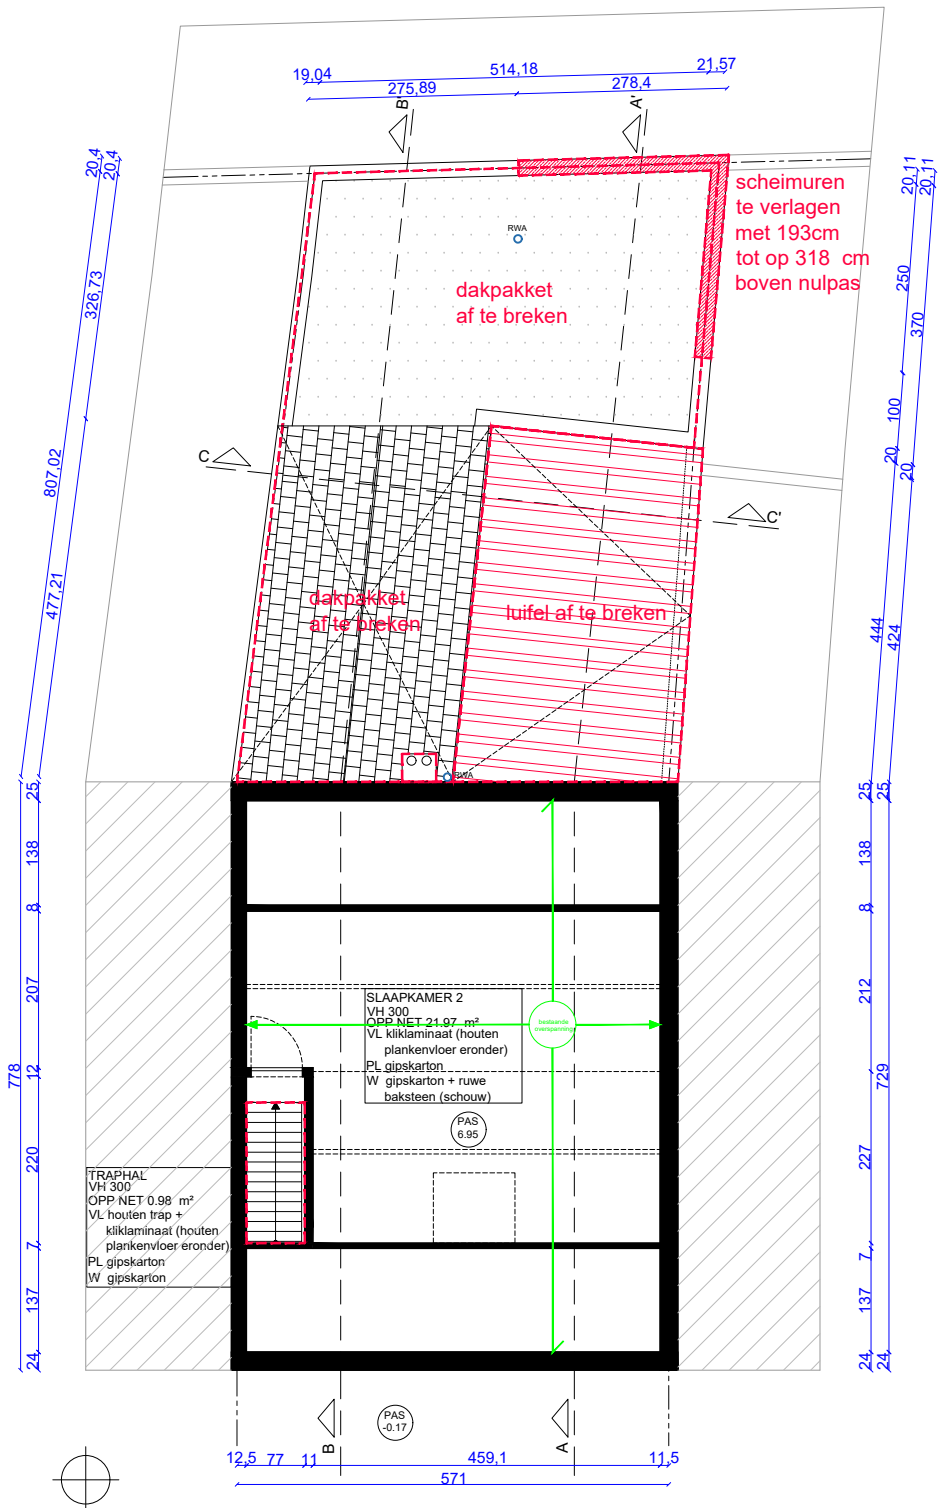 19,04
514,18
21,57
275,89
278,4
B'
A'
20,4
20,4
20,11
20,11
scheimuren
te verlagen
met 193cm
tot op 318 cm
boven nulpas
RWA
dakpakket
af te breken
326,73
250
370
100
20
20
C
C'
807,02
477,21
dakpakket
af te breken
luifel af te breken
444
424
RWA
25
25
25
138
138
8
8
207
212
SLAAPKAMER 2
VH 300
OPP NET 21.97 m²
VL kliklaminaat (houten
plankenvloer eronder)
PL gipskarton
W gipskarton + ruwe
baksteen (schouw)
bestaande
overspanning
778
12
729
PAS
6.95
220
227
TRAPHAL
VH 300
OPP NET 0.98 m²
VL houten trap +
kliklaminaat (houten
plankenvloer eronder)
PL gipskarton
W gipskarton
7
7
137
137
24
24
24
PAS
-0.17
B
A
12,5
77
11
459,1
11,5
571